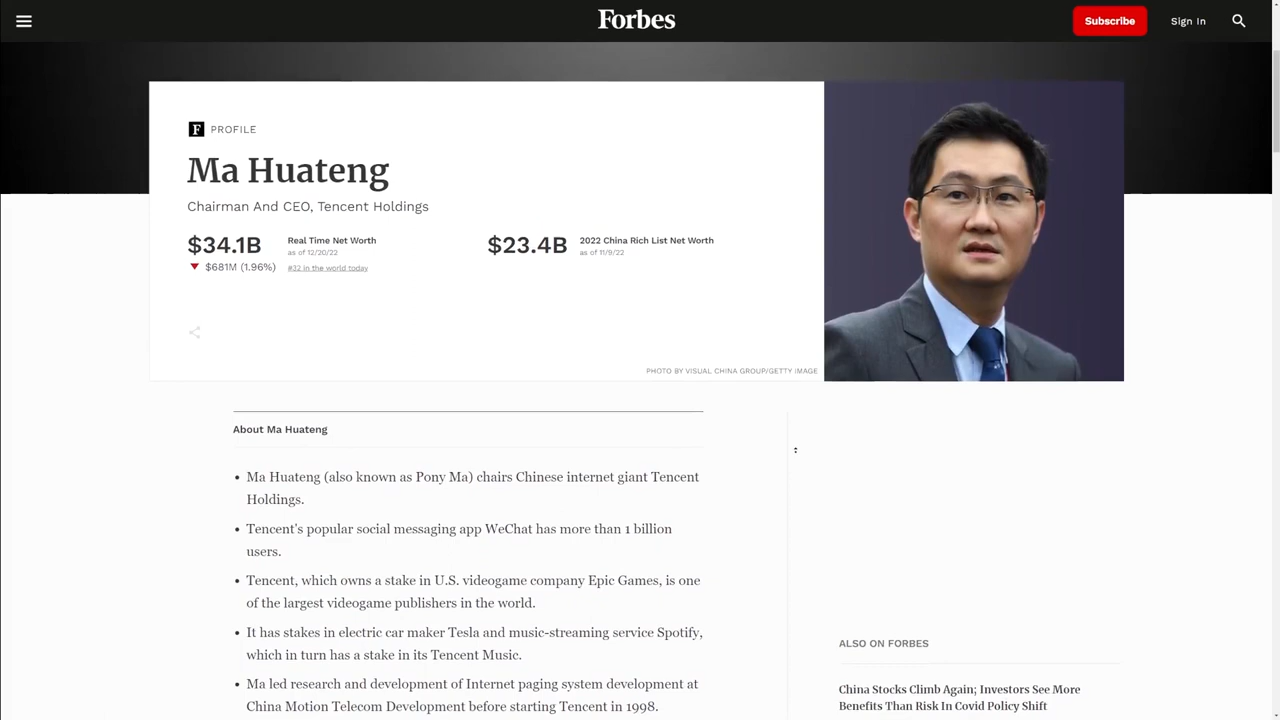 Forbes
Subscribe
Sign In
F PROFILE
Ma Huateng
Chairman And CEO, Tencent Holdings
$34.1B
Real Time Net Worth
as of 12/20/22
$681M (1.96%)
#32 in the world today
$23.4B
2022 China Rich List Net Worth
as of 11/9/22
PHOTO BY VISUAL CHINA GROUP/GETTY IMAGE
About Ma Huateng
• Ma Huateng (also known as Pony Ma) chairs Chinese internet giant Tencent
Holdings.
• Tencent's popular social messaging app WeChat has more than 1 billion
users.
• Tencent, which owns a stake in U.S. videogame company Epic Games, is one
of the largest videogame publishers in the world.
• It has stakes in electric car maker Tesla and music-streaming service Spotify,
which in turn has a stake in its Tencent Music.
• Ma led research and development of Internet paging system development at
China Motion Telecom Development before starting Tencent in 1998.
ALSO ON FORBES
China Stocks Climb Again; Investors See More
Benefits Than Risk In Covid Policy Shift